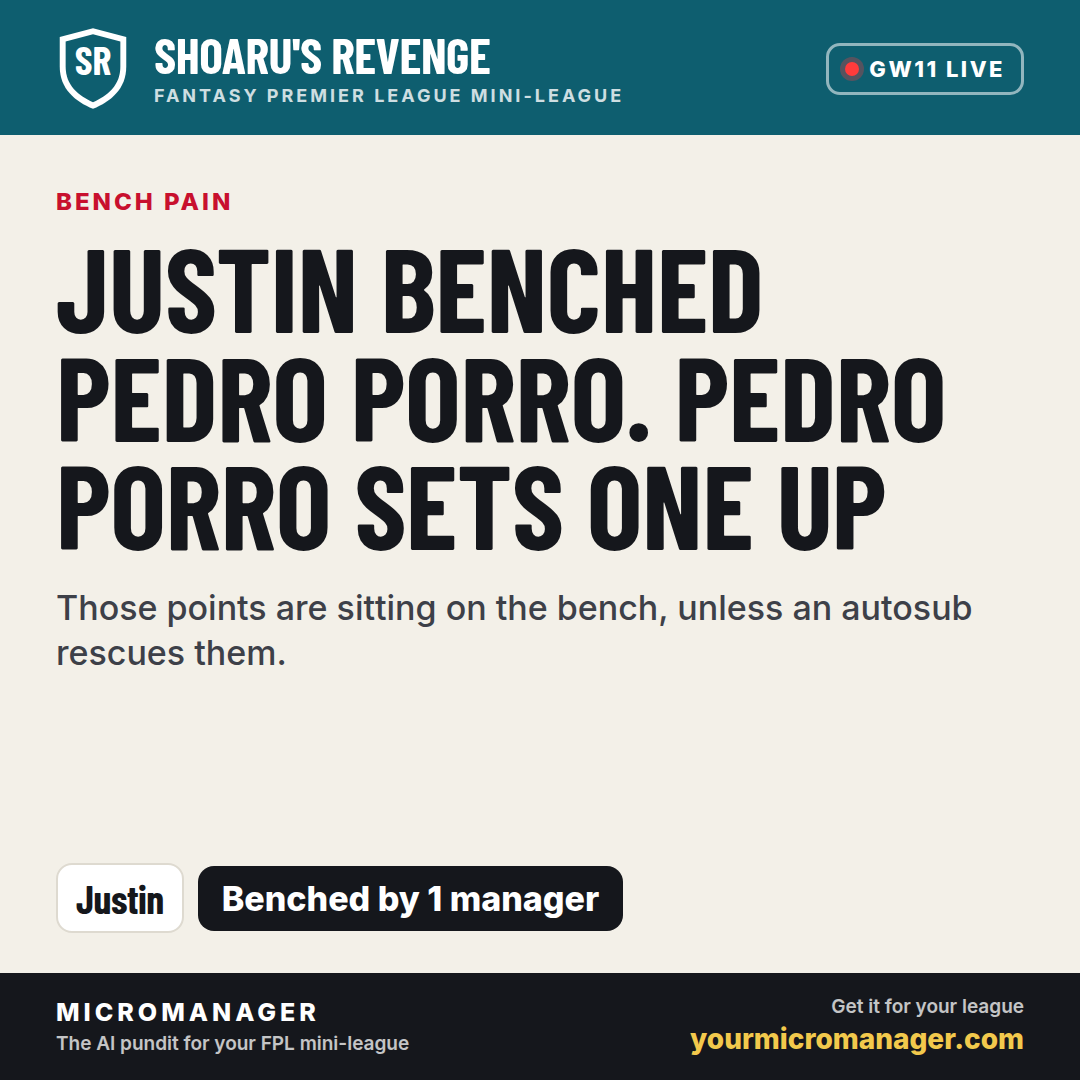 SR
SHOARU'S REVENGE
FANTASY PREMIER LEAGUE MINI-LEAGUE
GW11 LIVE
BENCH PAIN
JUSTIN BENCHED
PEDRO PORRO. PEDRO
PORRO SETS ONE UP
Those points are sitting on the bench, unless an autosub
rescues them.
Justin
Benched by 1 manager
MICROMANAGER
The AI pundit for your FPL mini-league
Get it for your league
yourmicromanager.com